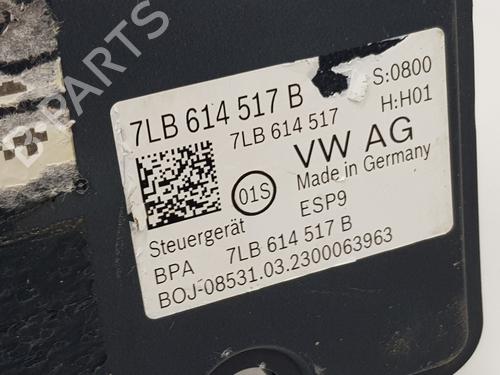 PARTS
7LB 614 517 B
S:0800
7LB 614 517
H:H01
01S
VW AG
Made in Germany
ESP9
Steuergerät
BPA 7LB 614 517 B
BOJ-08531.03.2300063963